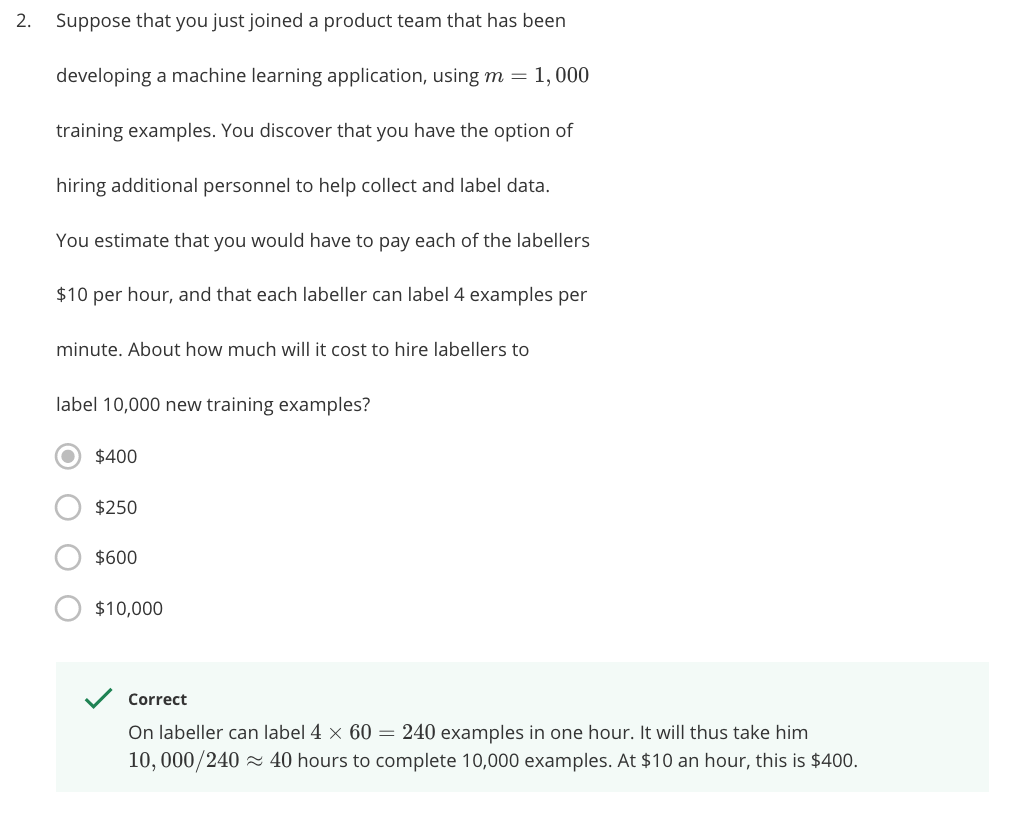 2. Suppose that you just joined a product team that has been
developing a machine learning application, using m = 1,000
training examples. You discover that you have the option of
hiring additional personnel to help collect and label data.
You estimate that you would have to pay each of the labellers
$10 per hour, and that each labeller can label 4 examples per
minute. About how much will it cost to hire labellers to
label 10,000 new training examples?
$400
$250
$600
$10,000
Correct
On labeller can label 4 × 60 = 240 examples in one hour. It will thus take him
10,000/240 ≈ 40 hours to complete 10,000 examples. At $10 an hour, this is $400.